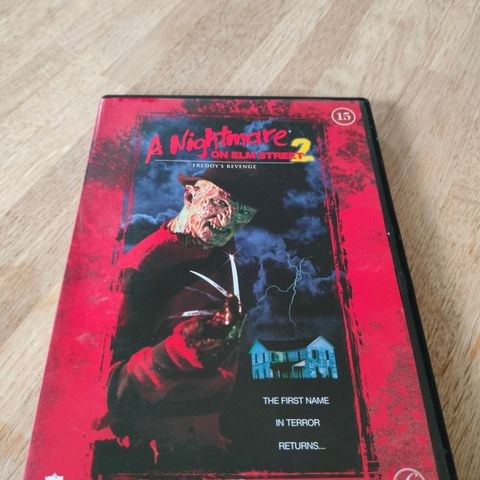 15
A Nightmare
ON ELM STREET 2
FREDDY'S REVENGE
THE FIRST NAME
IN TERROR
RETURNS...